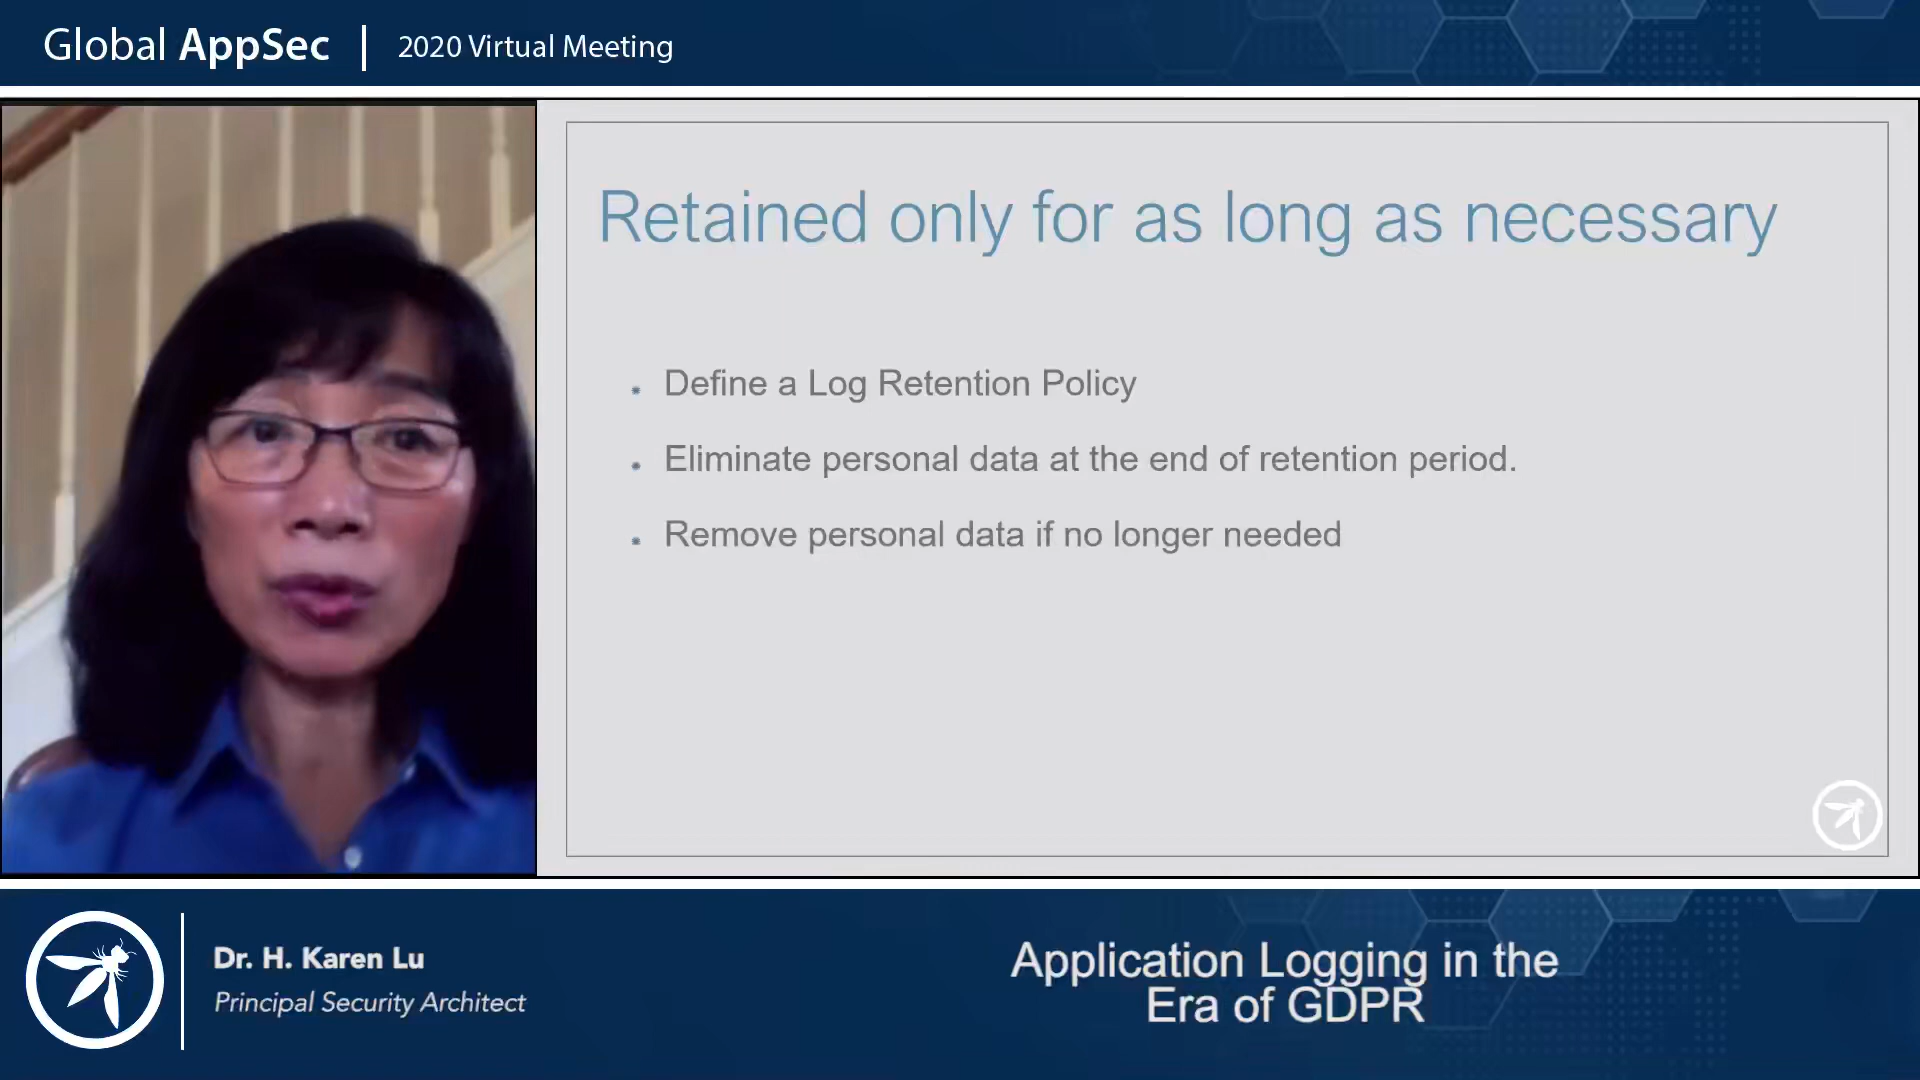 Global AppSec | 2020 Virtual Meeting
Retained only for as long as necessary
Define a Log Retention Policy
Eliminate personal data at the end of retention period.
Remove personal data if no longer needed
Dr. H. Karen Lu
Principal Security Architect
Application Logging in the
Era of GDPR